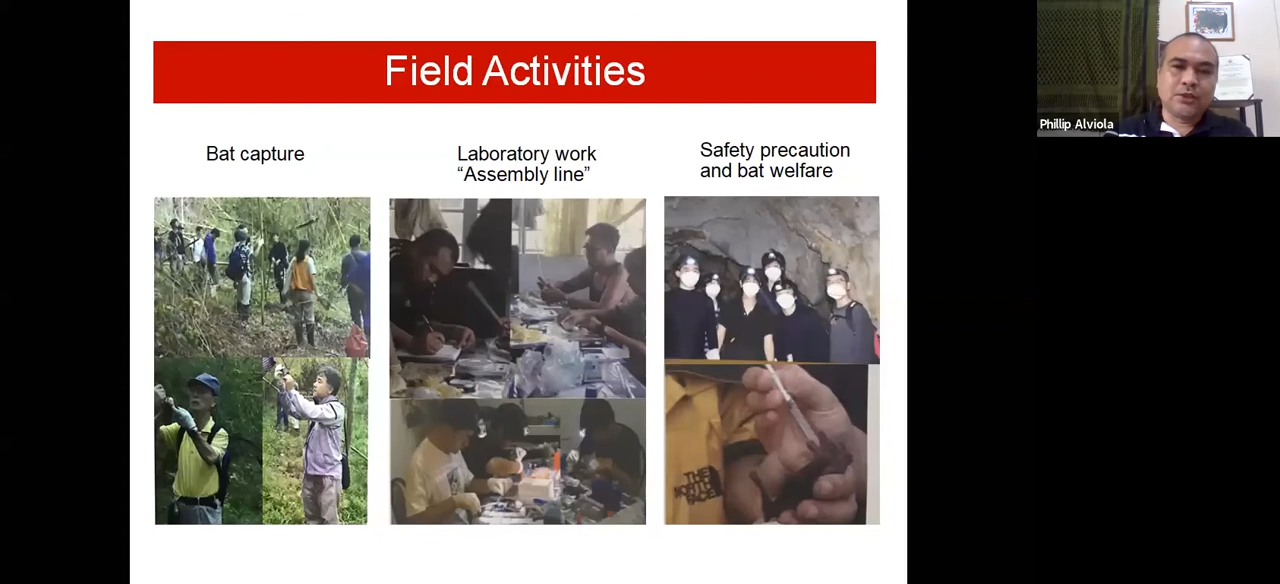 Field Activities
Bat capture
Laboratory work
“Assembly line”
Safety precaution
and bat welfare
THE
NORTH
FACE
Phillip Alviola